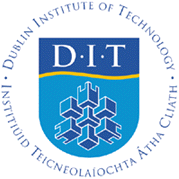 DUBLIN INSTITUTE OF TECHNOLOGY
D·I·T
INSTITIÚID TEICNEOLAÍOCHTA ÁTHA CLIATH